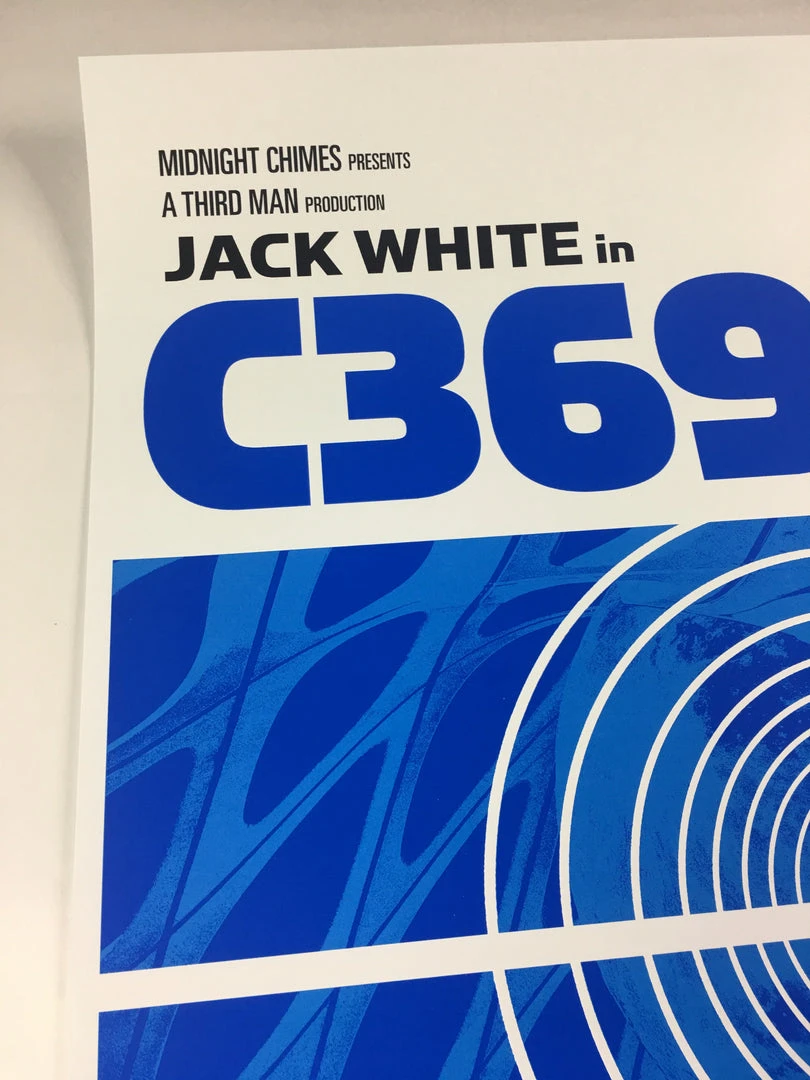 MIDNIGHT CHIMES PRESENTS
A THIRD MAN PRODUCTION
JACK WHITE in
C369